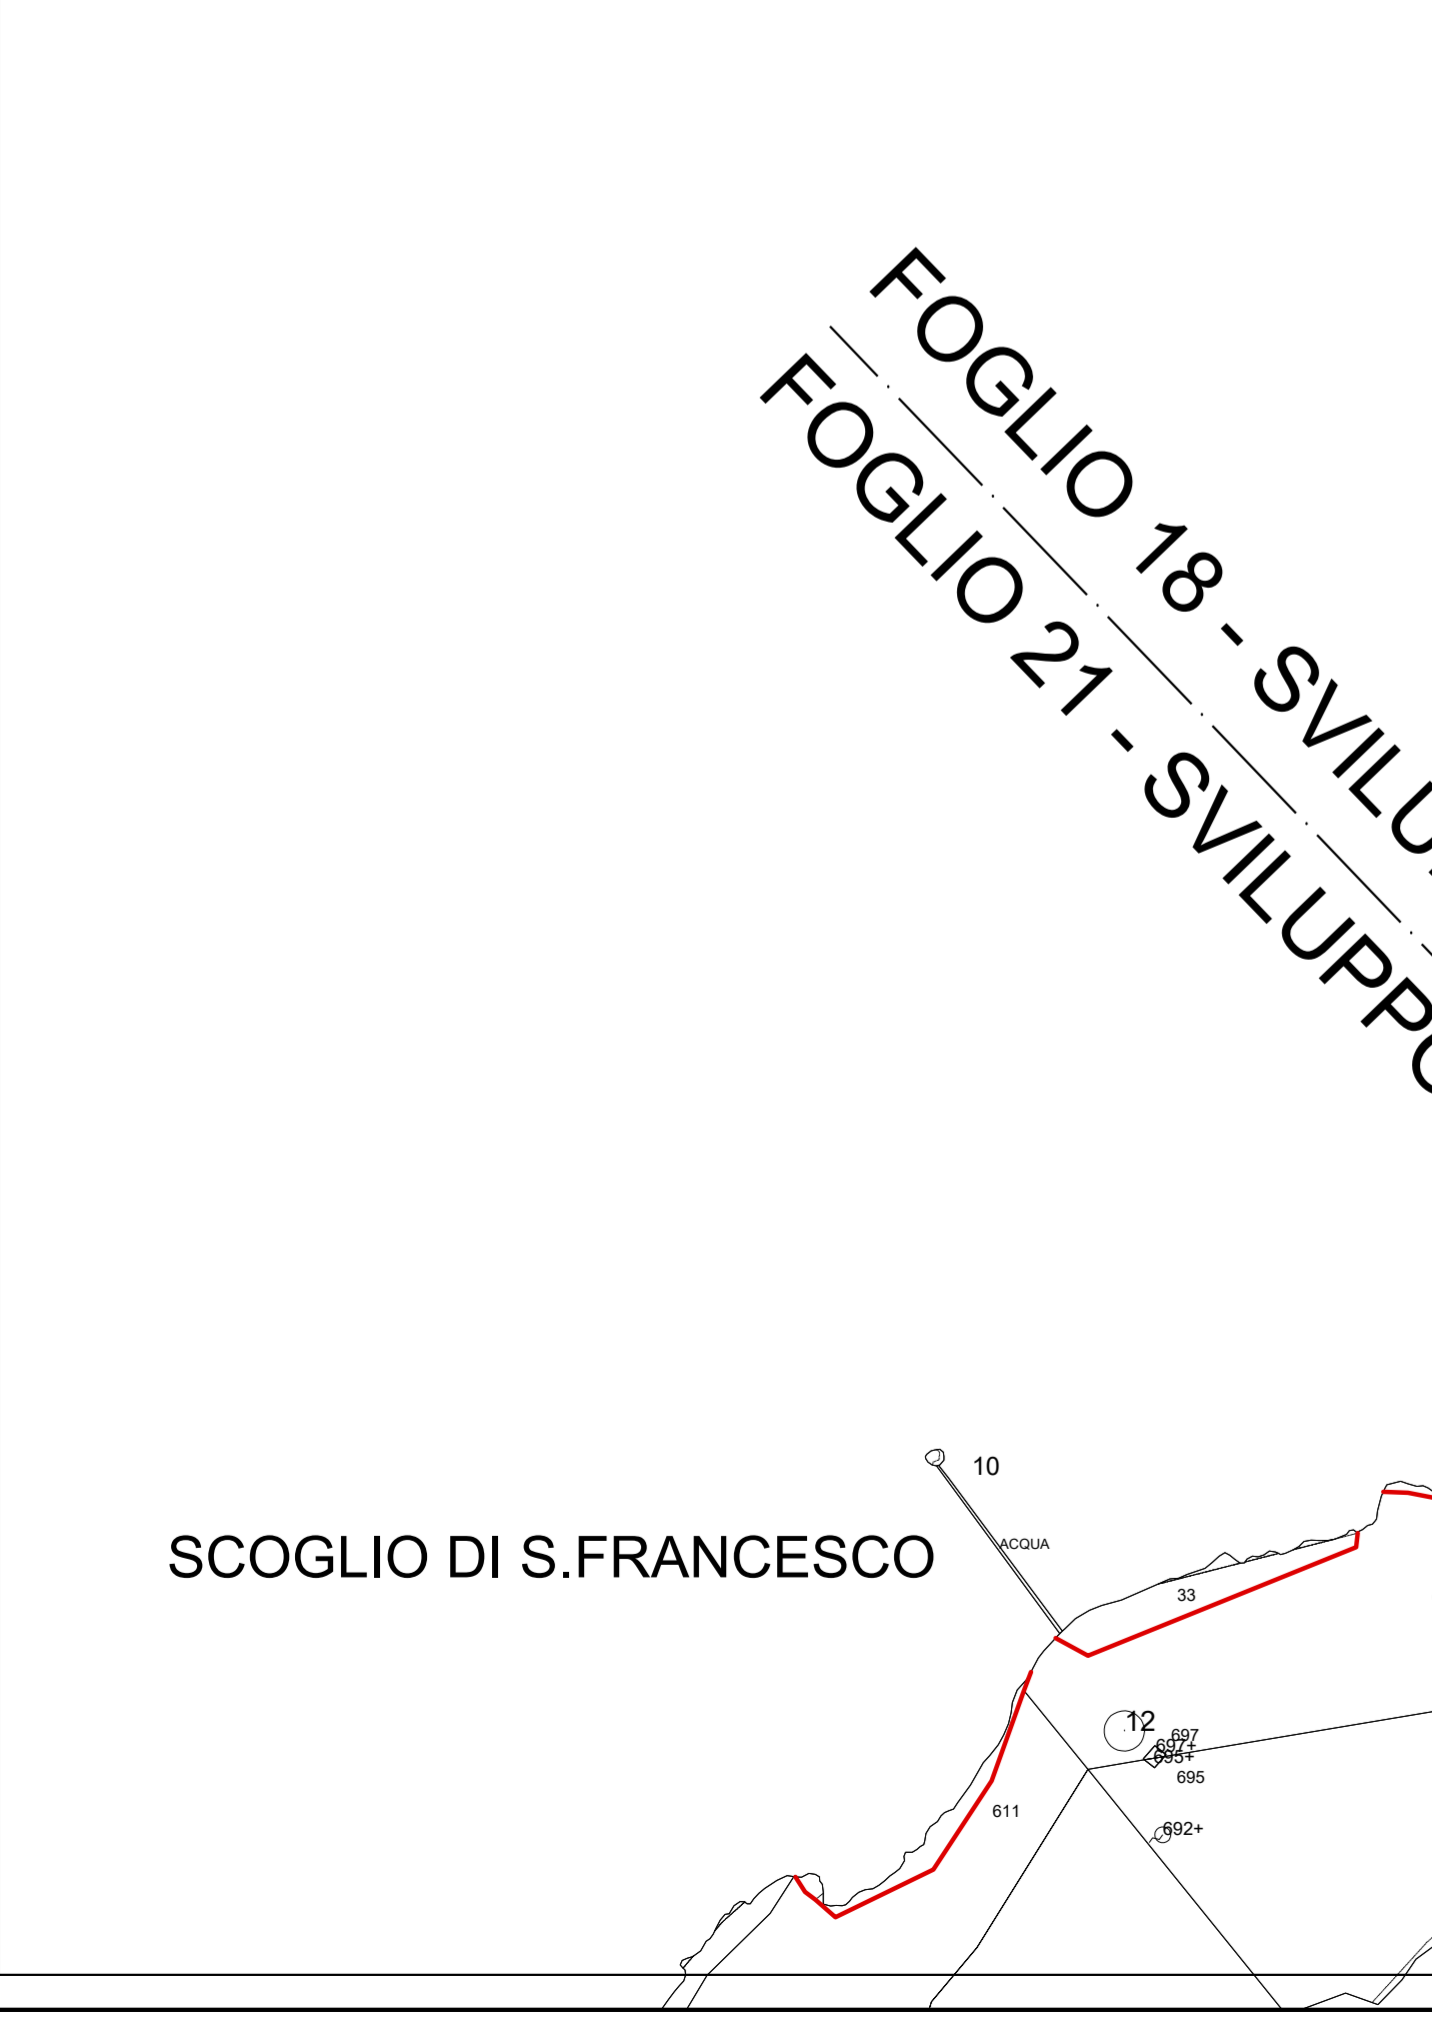 FOGLIO 18 - SVILU
FOGLIO 21 - SVILUPPO
10
SCOGLIO DI S.FRANCESCO
ACQUA
33
12
697
697+
695+
695
611
692+